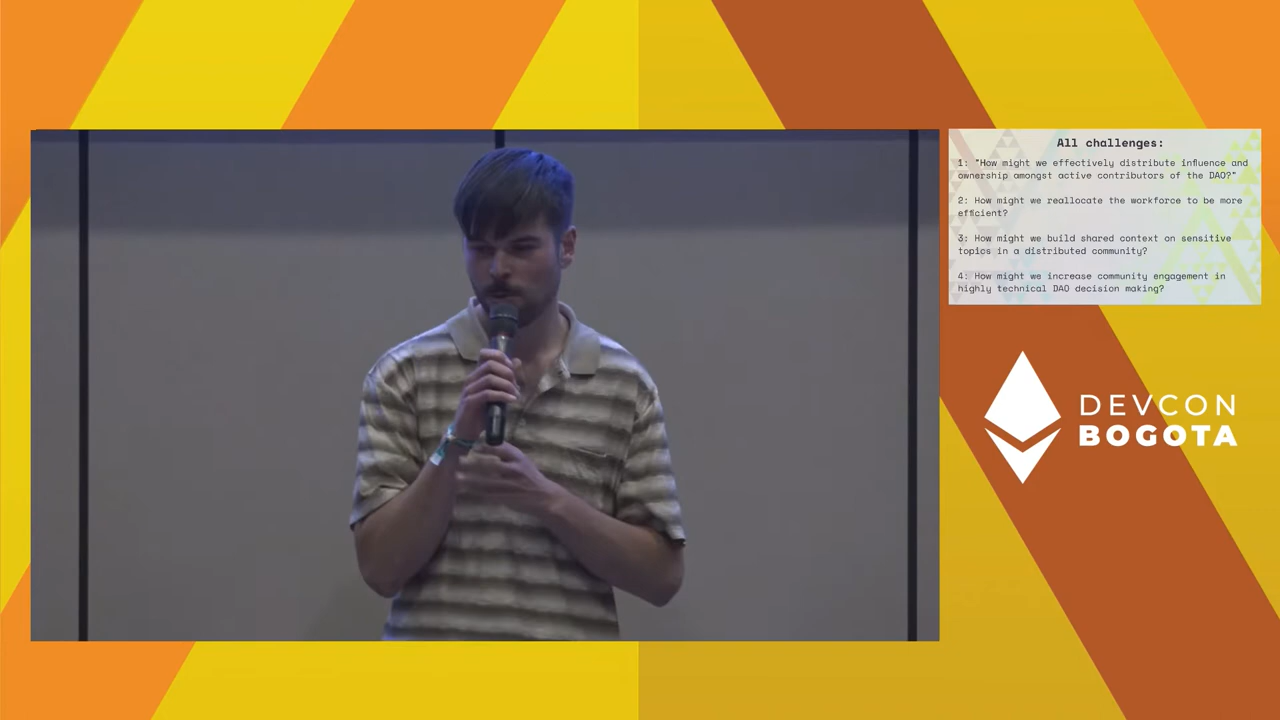 All challenges:
1: "How might we effectively distribute influence and
ownership amongst active contributors of the DAO?"
2: How might we reallocate the workforce to be more
efficient?
3: How might we build shared context on sensitive
topics in a distributed community?
4: How might we increase community engagement in
highly technical DAO decision making?
DEVCON
BOGOTA